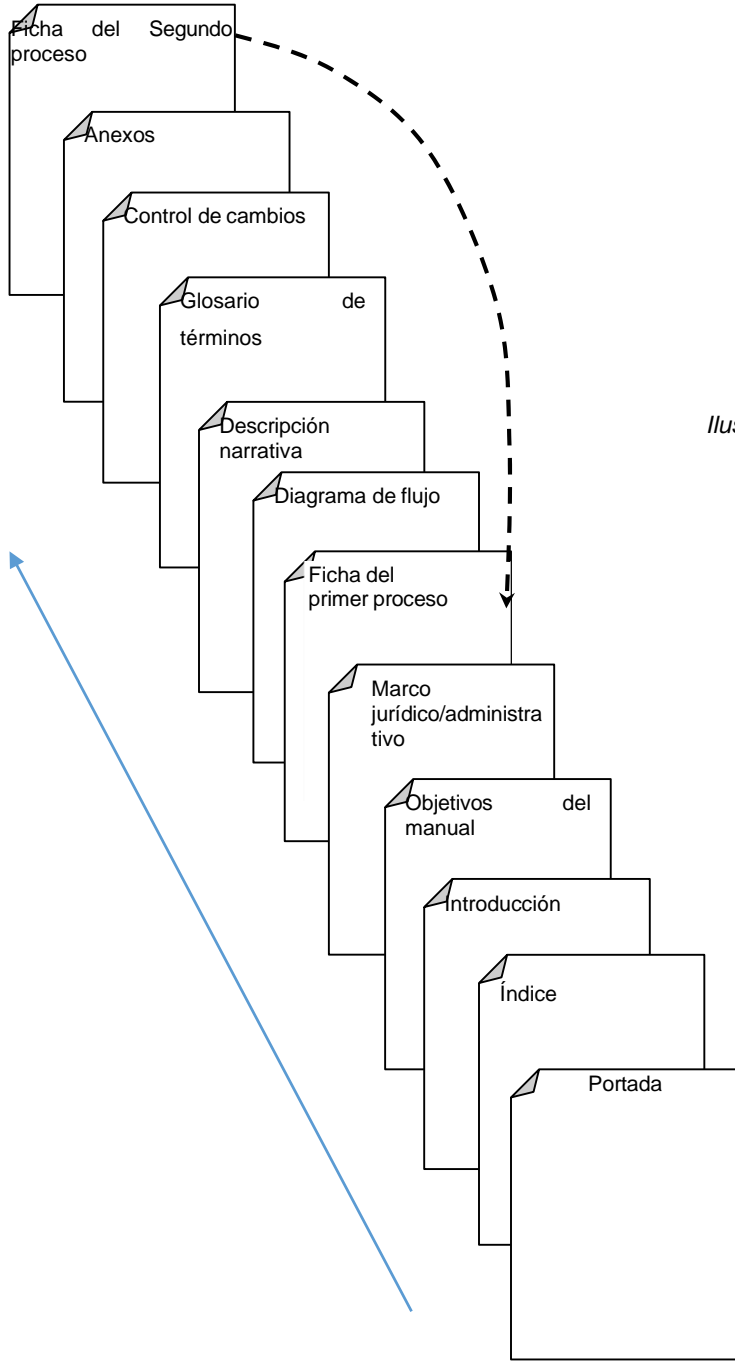 Ficha del Segundo
proceso
Anexos
Control de cambios
Glosario de
términos
Descripción
narrativa
Diagrama de flujo
Ficha del
primer proceso
Marco
jurídico/administra
tivo
Objetivos del
manual
Introducción
Índice
Portada
Ilus